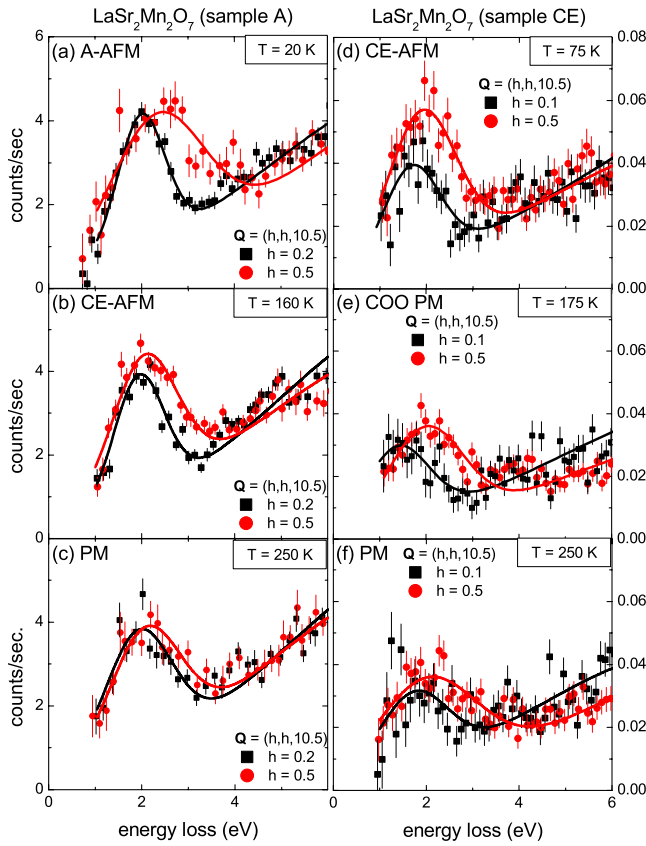 LaSr₂Mn₂O₇ (sample A)
LaSr₂Mn₂O₇ (sample CE)
(a) A-AFM
T = 20 K
6
4
2
0
counts/sec
Q = (h,h,10.5)
h = 0.2
h = 0.5
(d) CE-AFM
T = 75 K
Q = (h,h,10.5)
h = 0.1
h = 0.5
0.08
0.06
0.04
0.02
0.00
(b) CE-AFM
T = 160 K
4
2
0
counts/sec
Q = (h,h,10.5)
h = 0.2
h = 0.5
(e) COO PM
T = 175 K
Q = (h,h,10.5)
h = 0.1
h = 0.5
0.06
0.04
0.02
0.00
(c) PM
T = 250 K
4
2
0
counts/sec.
Q = (h,h,10.5)
h = 0.2
h = 0.5
0 2 4
energy loss (eV)
(f) PM
T = 250 K
Q = (h,h,10.5)
h = 0.1
h = 0.5
0.06
0.04
0.02
0.00
0 1 2 3 4 5 6
energy loss (eV)